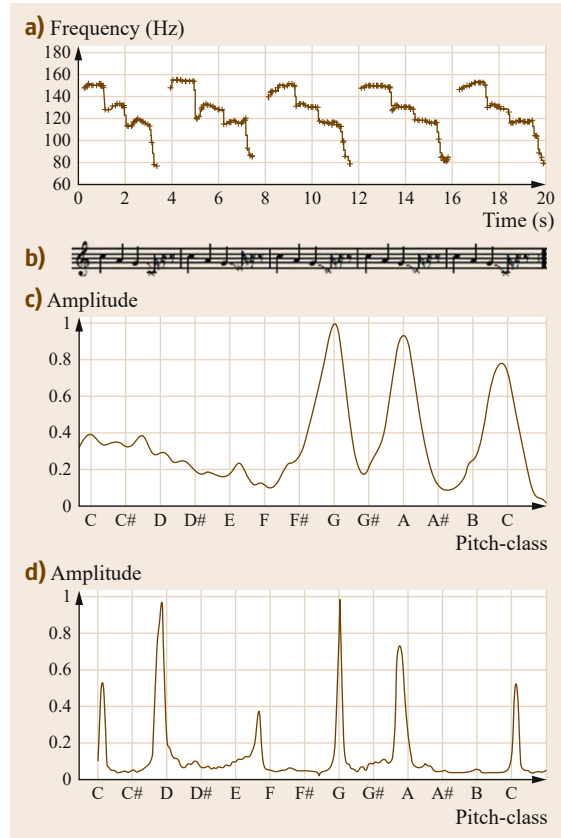 a) Frequency (Hz)
180
160
140
120
100
80
60
0 2 4 6 8 10 12 14 16 18 20
Time (s)
b)
c) Amplitude
1
0.8
0.6
0.4
0.2
0
C C# D D# E F F# G G# A A# B C
Pitch-class
d) Amplitude
1
0.8
0.6
0.4
0.2
0
C C# D D# E F F# G G# A A# B C
Pitch-class